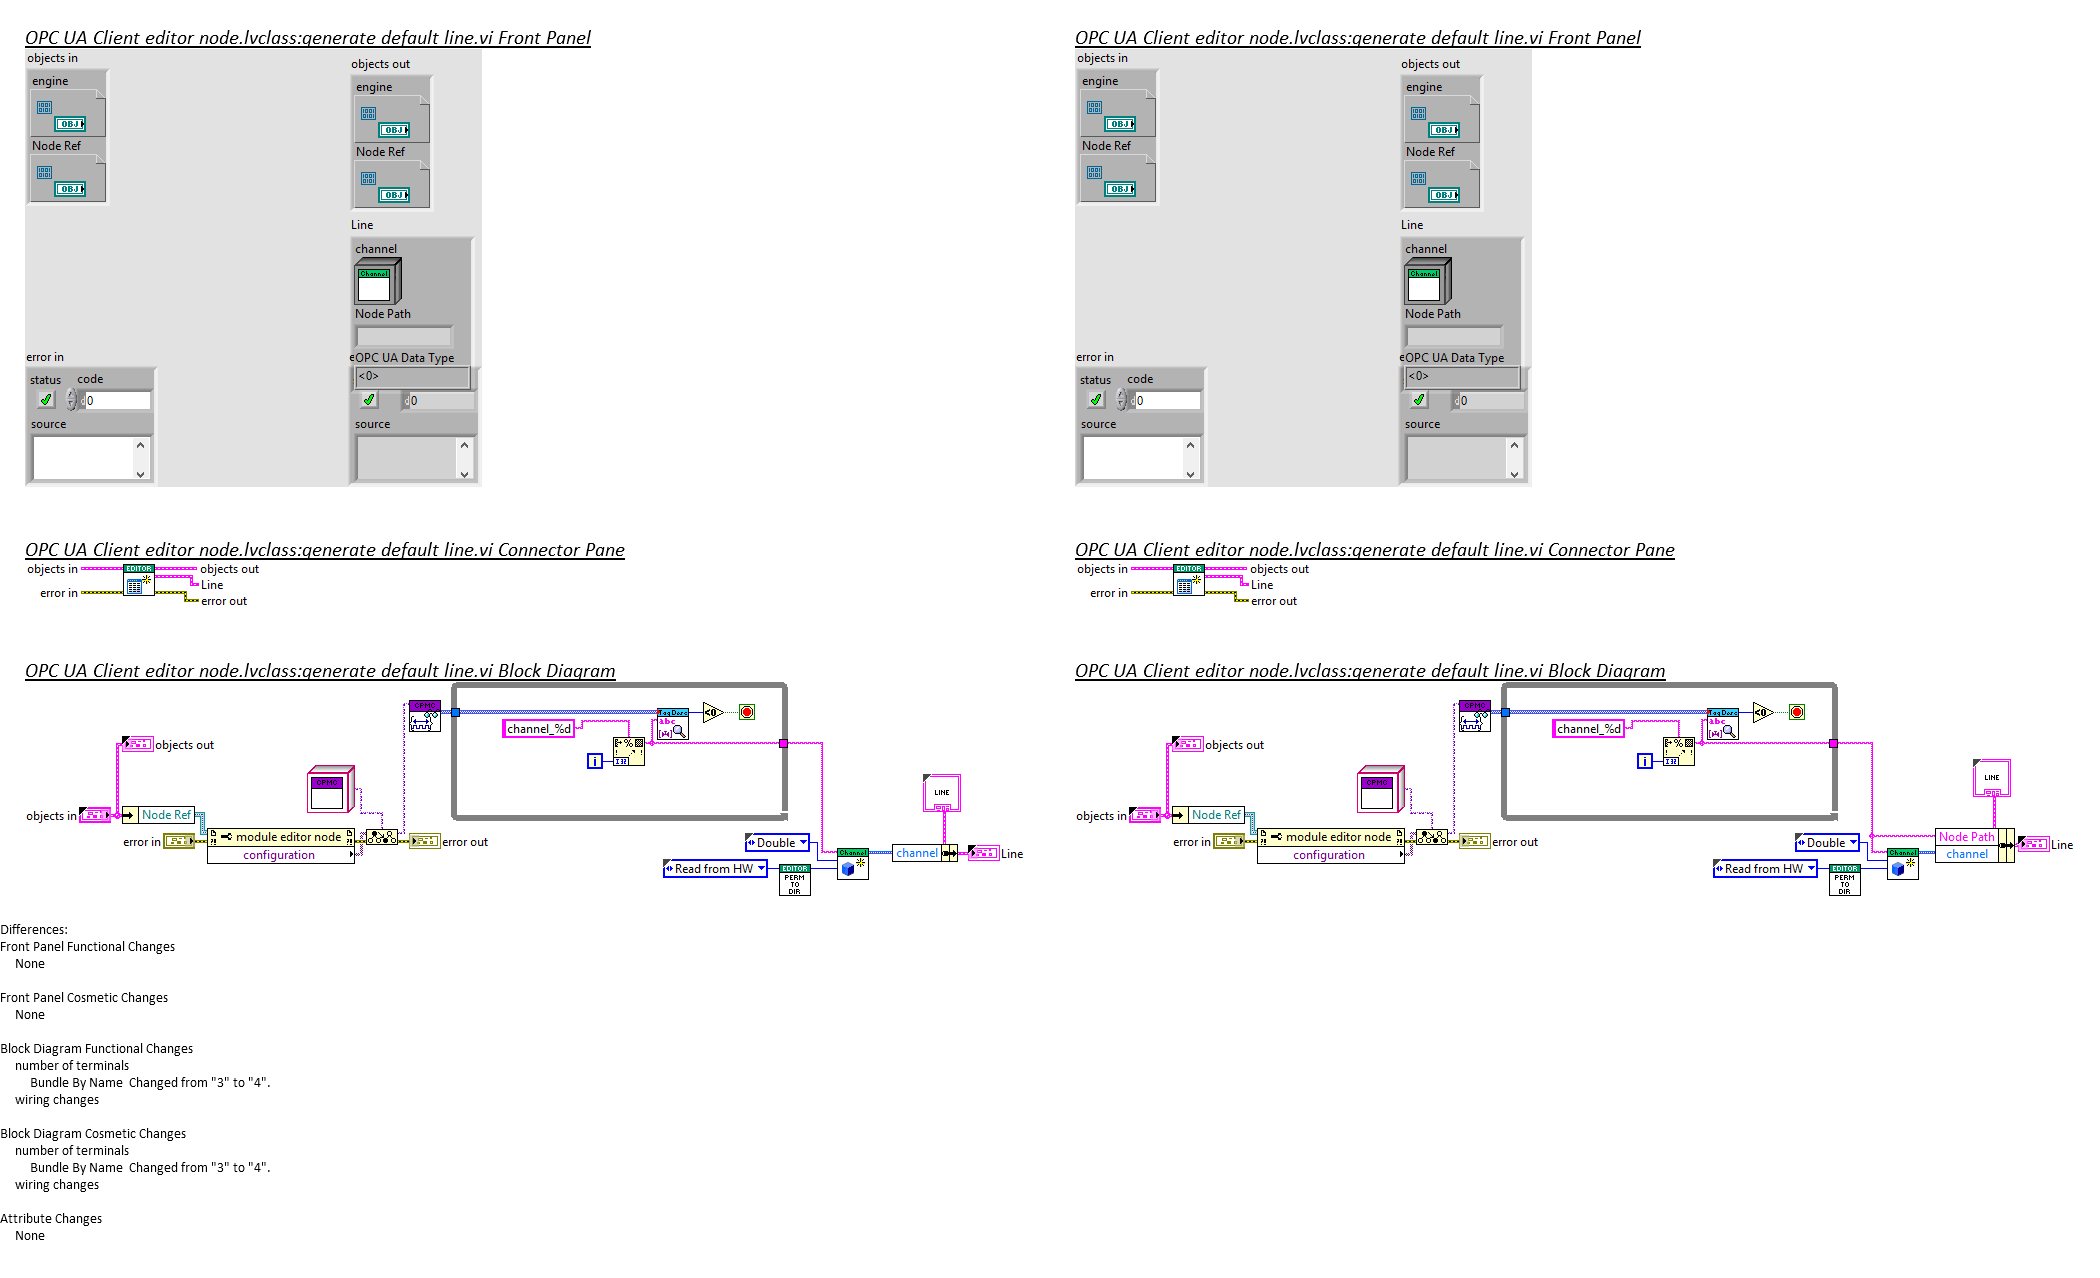 OPC UA Client editor node.lvclass:generate default line.vi Front Panel
objects in
engine
OBJ
Node Ref
OBJ
objects out
engine
OBJ
Node Ref
OBJ
Line
channel
Channel
Node Path
OPC UA Data Type
<0>
error in
status code
0
source
0
source
OPC UA Client editor node.lvclass:generate default line.vi Front Panel
objects in
engine
OBJ
Node Ref
OBJ
objects out
engine
OBJ
Node Ref
OBJ
Line
channel
Channel
Node Path
OPC UA Data Type
<0>
error in
status code
0
source
0
source
OPC UA Client editor node.lvclass:generate default line.vi Connector Pane
objects in
EDITOR
objects out
Line
error in
error out
OPC UA Client editor node.lvclass:generate default line.vi Connector Pane
objects in
EDITOR
objects out
Line
error in
error out
OPC UA Client editor node.lvclass:generate default line.vi Block Diagram
OPMC
Tag Desc
abc
<0
channel_%d
i
objects out
OPMC
LINE
objects in
Node Ref
error in
module editor node
configuration
error out
Double
Read from HW
EDITOR
PERM
TO
DIR
Channel
channel
Line
OPC UA Client editor node.lvclass:generate default line.vi Block Diagram
OPMC
Tag Desc
abc
<0
channel_%d
i
objects out
OPMC
LINE
objects in
Node Ref
error in
module editor node
configuration
error out
Double
Read from HW
EDITOR
PERM
TO
DIR
Channel
Node Path
channel
Line
Differences:
Front Panel Functional Changes
None
Front Panel Cosmetic Changes
None
Block Diagram Functional Changes
number of terminals
Bundle By Name  Changed from "3" to "4".
wiring changes
Block Diagram Cosmetic Changes
number of terminals
Bundle By Name  Changed from "3" to "4".
wiring changes
Attribute Changes
None